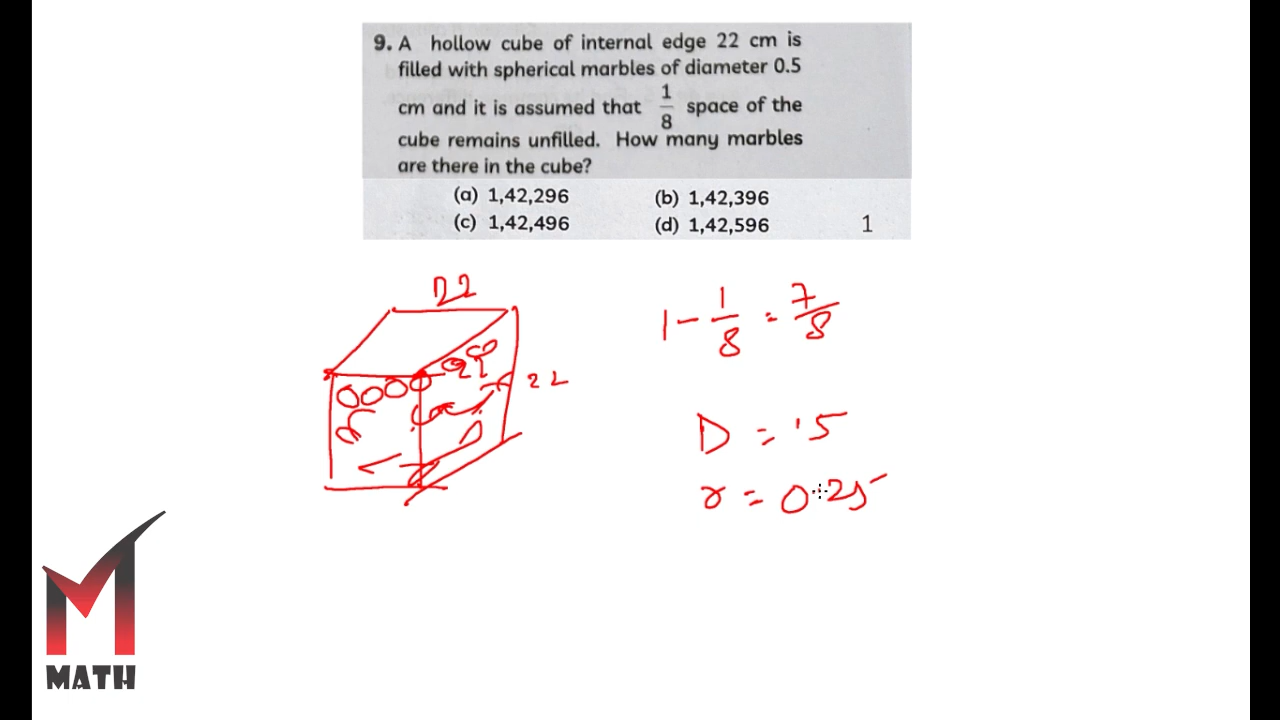 9. A hollow cube of internal edge 22 cm is
filled with spherical marbles of diameter 0.5
cm and it is assumed that 1/8 space of the
cube remains unfilled. How many marbles
are there in the cube?
(a) 1,42,296 (b) 1,42,396
(c) 1,42,496 (d) 1,42,596 1
22
22
1 - 1/8 = 7/8
D = .5
r = 0.25
M
MATH